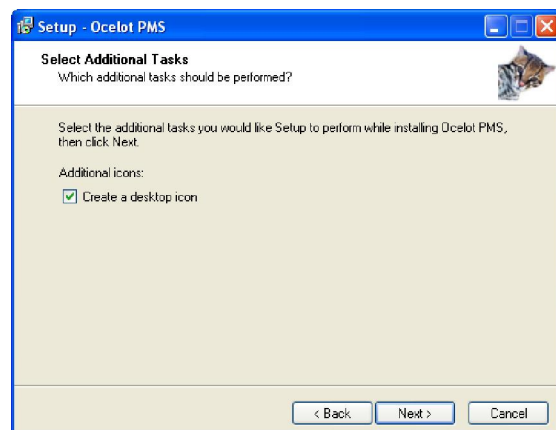 Setup - Ocelot PMS
Select Additional Tasks
Which additional tasks should be performed?
Select the additional tasks you would like Setup to perform while installing Ocelot PMS,
then click Next.
Additional icons:
Create a desktop icon
< Back Next > Cancel